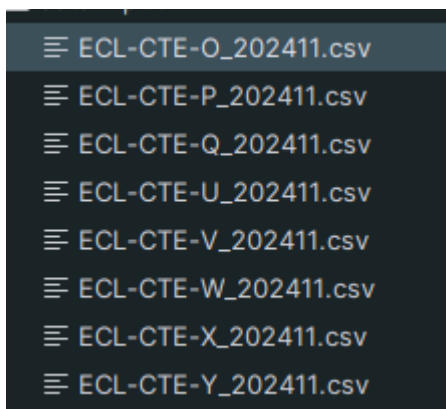 ECL-CTE-O_202411.csv
ECL-CTE-P_202411.csv
ECL-CTE-Q_202411.csv
ECL-CTE-U_202411.csv
ECL-CTE-V_202411.csv
ECL-CTE-W_202411.csv
ECL-CTE-X_202411.csv
ECL-CTE-Y_202411.csv